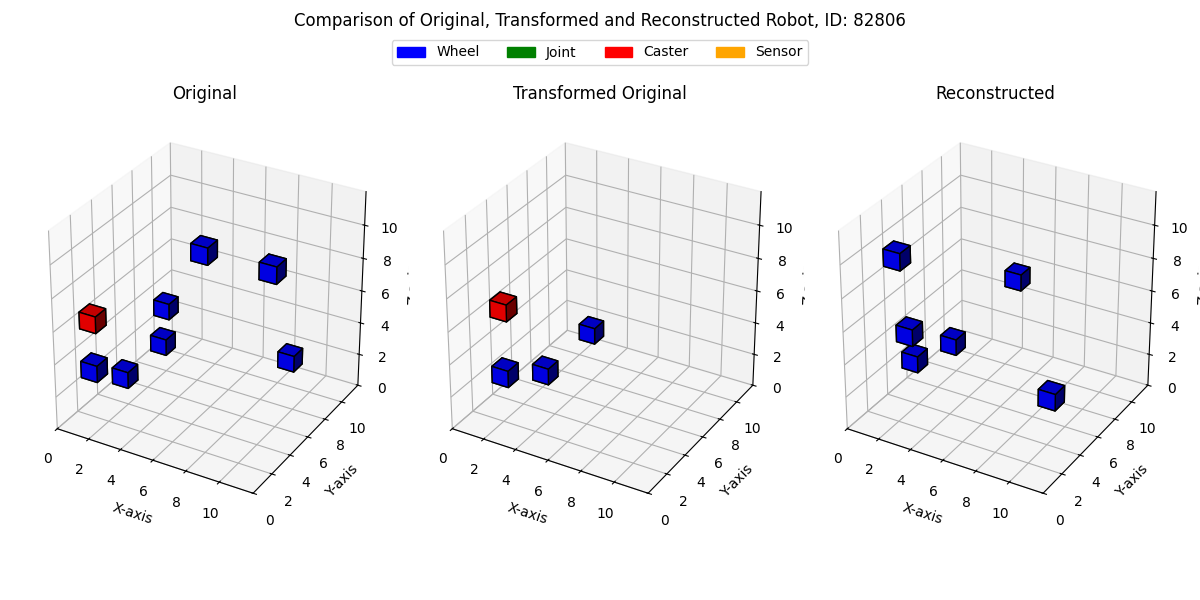 Comparison of Original, Transformed and Reconstructed Robot, ID: 82806
Wheel Joint Caster Sensor
Original
Transformed Original
Reconstructed
0 2 4 6 8 10
X-axis
0 2 4 6 8 10
Y-axis
0 2 4 6 8 10
0 2 4 6 8 10
X-axis
0 2 4 6 8 10
Y-axis
0 2 4 6 8 10
0 2 4 6 8 10
X-axis
0 2 4 6 8 10
Y-axis
0 2 4 6 8 10